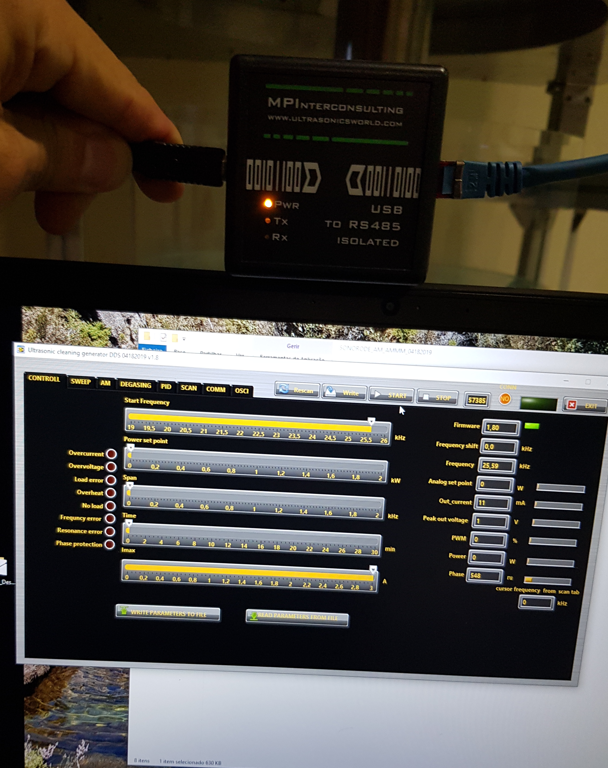 MPInterconsulting
www.ultrasonicsworld.com
00101100
00110100
Pwr
USB
Tx
to RS485
Rx
isolated
Ultrasonic cleaning generator DDS 04182019 v1.0
CONTROLL SWEEP AM DEGASING PID SCAN COMM OSCI
Rescan Write START STOP 57385 NO EXIT
Start Frequency
19 19,5 20 20,5 21 21,5 22 22,5 23 23,5 24 24,5 25 25,5 26 kHz
Power set point
0 0,2 0,4 0,6 0,8 1 1,2 1,4 1,6 1,8 2 kW
Span
0 0,2 0,4 0,6 0,8 1 1,2 1,4 1,6 1,8 2 kHz
Time
0 2 4 6 8 10 12 14 16 18 20 22 24 26 28 30 min
Imax
0 0,2 0,4 0,6 0,8 1 1,2 1,4 1,6 1,8 2 2,2 2,4 2,6 2,8 3 A
Overcurrent
Overvoltage
Load error
Overheat
No load
Frequncy error
Resonance error
Phase protection
Firmware 1,80
Frequency shift 0,0 kHz
Frequency 25,59 kHz
Analog set point 0 W
Out_current 11 mA
Peak out voltage 1 V
PWM 0 %
Power 0 W
Phase 548 ns
cursor frequency from scan tab
0 kHz
WRITE PARAMETERS TO FILE
READ PARAMETERS FROM FILE
8 itens 1 item selecionado 630 KB